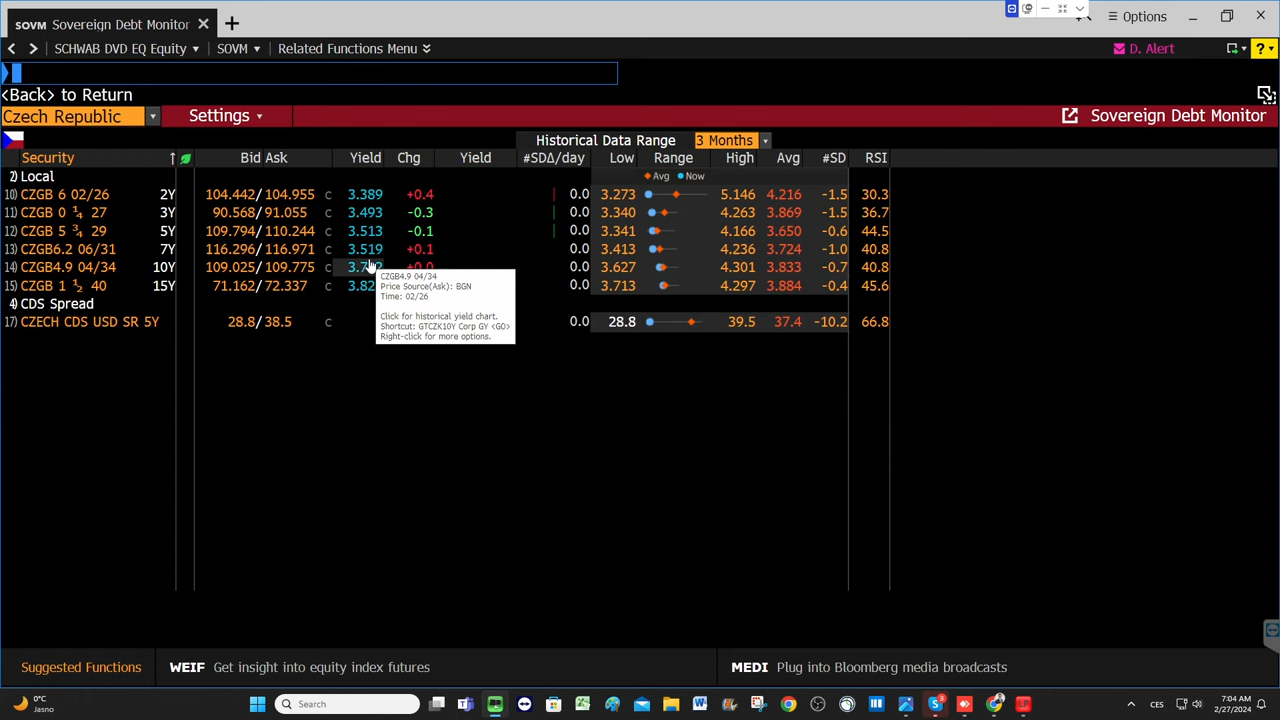 SOVM Sovereign Debt Monitor
Options
SCHWAB DVD EQ Equity SOVM Related Functions Menu D. Alert ?
<Back> to Return
Czech Republic Settings Sovereign Debt Monitor
Historical Data Range 3 Months
Security Bid Ask Yield Chg Yield #SDΔ/day Low Range High Avg #SD RSI
2) Local Avg Now
10) CZGB 6 02/26 2Y 104.442/104.955 c 3.389 +0.4 0.0 3.273 5.146 4.216 -1.5 30.3
11) CZGB 0 ¼ 27 3Y 90.568/91.055 c 3.493 -0.3 0.0 3.340 4.263 3.869 -1.5 36.7
12) CZGB 5 ¾ 29 5Y 109.794/110.244 c 3.513 -0.1 0.0 3.341 4.166 3.650 -0.6 44.5
13) CZGB6.2 06/31 7Y 116.296/116.971 c 3.519 +0.1 3.413 4.236 3.724 -1.0 40.8
14) CZGB4.9 04/34 10Y 109.025/109.775 c +0.0 3.627 4.301 3.833 -0.7 40.8
15) CZGB 1 ½ 40 15Y 71.162/72.337 c 3.82 3.713 4.297 3.884 -0.4 45.6
4) CDS Spread
17) CZECH CDS USD SR 5Y 28.8/38.5 c 0.0 28.8 39.5 37.4 -10.2 66.8
CZGB4.9 04/34
Price Source(Ask): BGN
Time: 02/26
Click for historical yield chart.
Shortcut: GTCZK10Y Corp GY <GO>
Right-click for more options.
Suggested Functions WEIF Get insight into equity index futures MEDI Plug into Bloomberg media broadcasts
0°C
Jasno
Search
3
CES
7:04 AM
2/27/2024